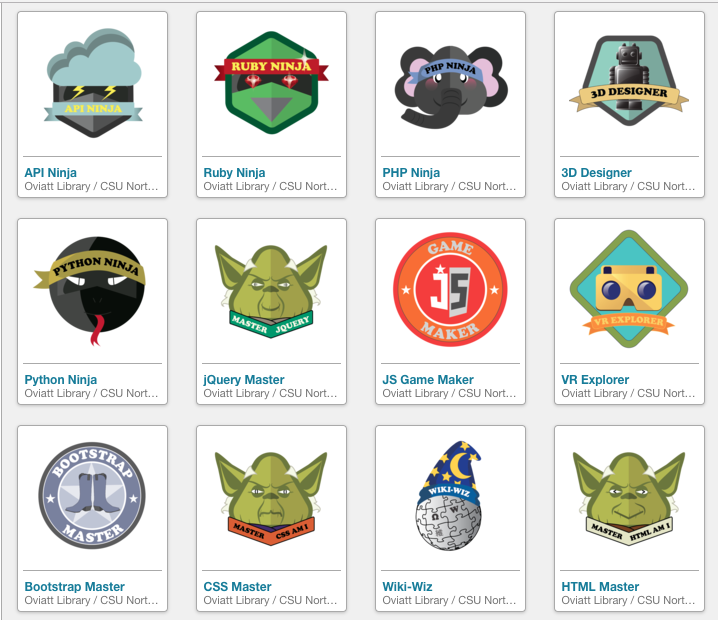 API NINJA
RUBY NINJA
PHP NINJA
3D DESIGNER
API Ninja
Oviatt Library / CSU Nort...
Ruby Ninja
Oviatt Library / CSU Nort...
PHP Ninja
Oviatt Library / CSU Nort...
3D Designer
Oviatt Library / CSU Nort...
PYTHON NINJA
MASTER JQUERY
GAME
JS
MAKER
VR EXPLORER
Python Ninja
Oviatt Library / CSU Nort...
jQuery Master
Oviatt Library / CSU Nort...
JS Game Maker
Oviatt Library / CSU Nort...
VR Explorer
Oviatt Library / CSU Nort...
BOOTSTRAP
MASTER
MASTER CSS AM I
WIKI-WIZ
Ω W
MASTER HTML AM I
Bootstrap Master
Oviatt Library / CSU Nort...
CSS Master
Oviatt Library / CSU Nort...
Wiki-Wiz
Oviatt Library / CSU Nort...
HTML Master
Oviatt Library / CSU Nort...